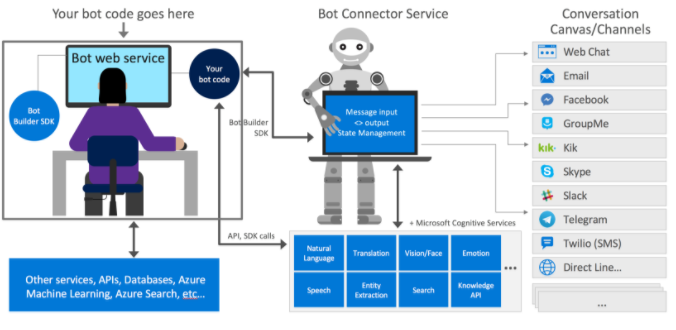 Your bot code goes here
Bot web service
Your
bot code
Bot
Builder SDK
Other services, APIs, Databases, Azure
Machine Learning, Azure Search, etc...
Bot Builder
SDK
API, SDK calls
Bot Connector Service
Message input
<> output
State Management
+ Microsoft Cognitive Services
Natural
Language
Translation
Vision/Face
Emotion
Speech
Entity
Extraction
Search
Knowledge
API
...
Conversation
Canvas/Channels
Web Chat
Email
Facebook
GroupMe
kik·
Kik
Skype
Slack
Telegram
Twilio (SMS)
Direct Line...
...